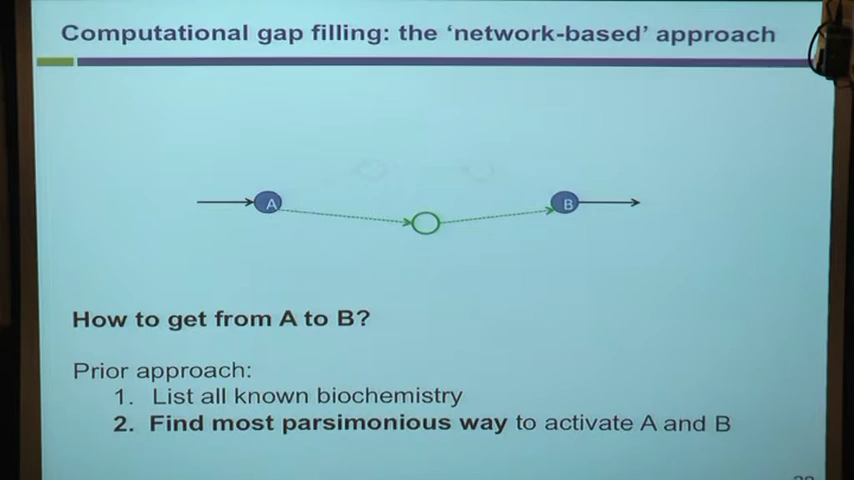 Computational gap filling: the ‘network-based’ approach
A
B
How to get from A to B?
Prior approach:
1. List all known biochemistry
2. Find most parsimonious way to activate A and B